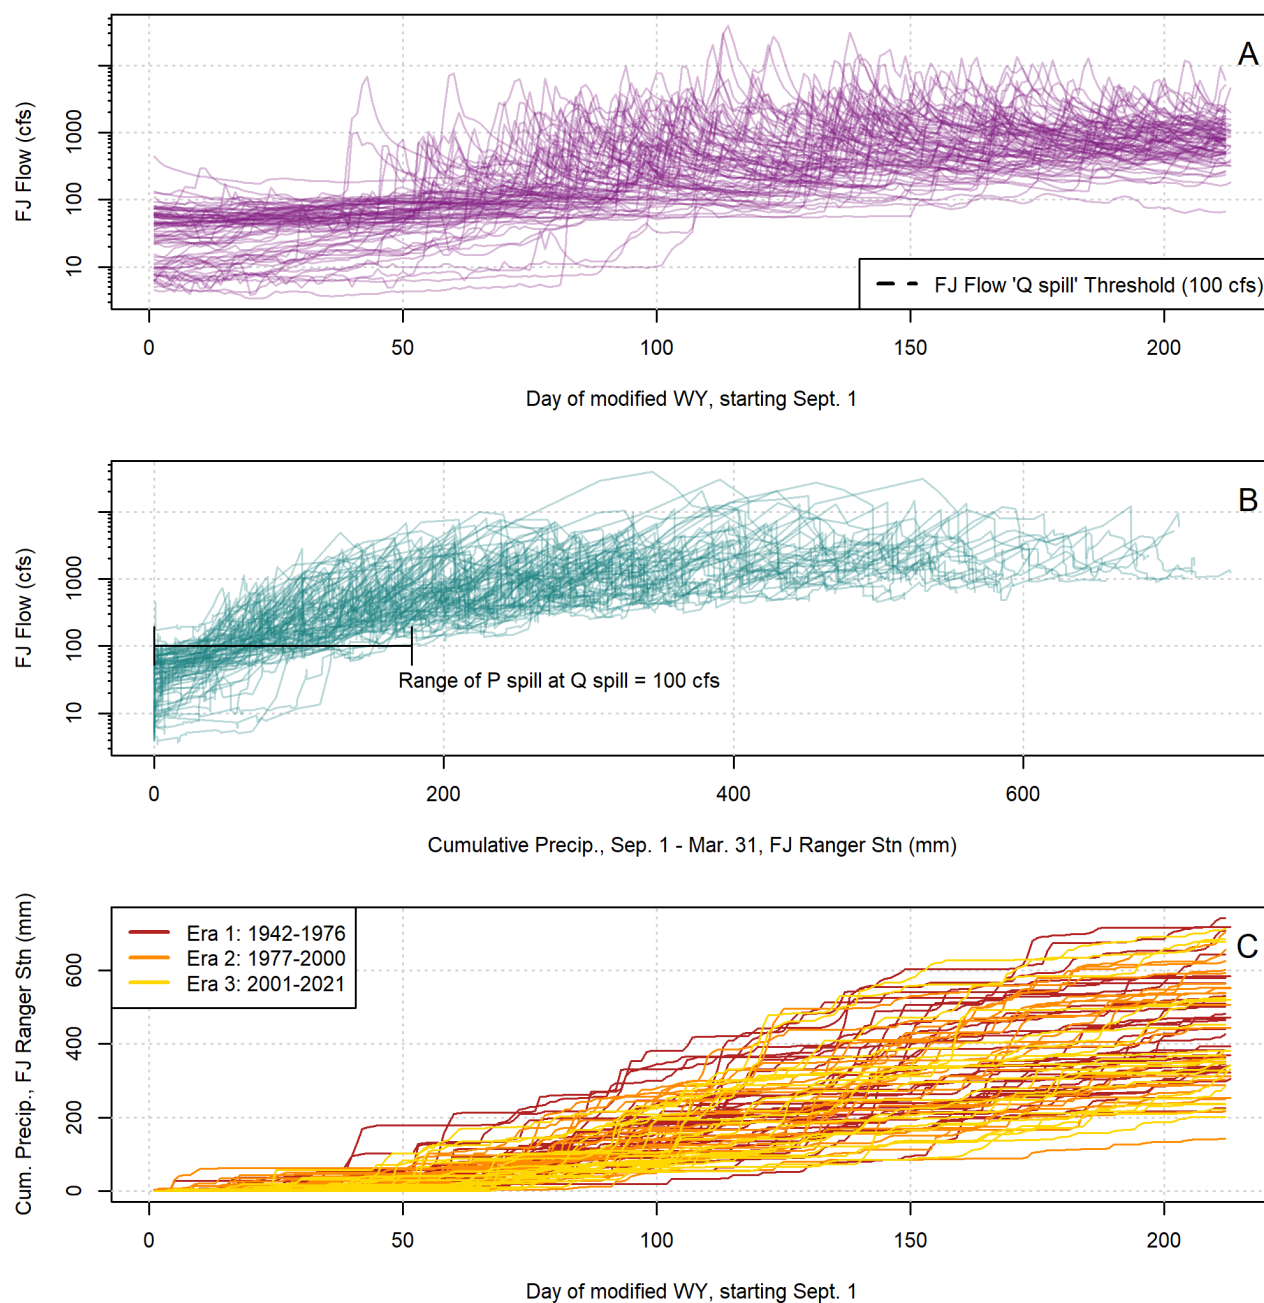 A
FJ Flow (cfs)
1000
100
10
FJ Flow 'Q spill' Threshold (100 cfs)
0 50 100 150 200
Day of modified WY, starting Sept. 1
B
FJ Flow (cfs)
1000
100
10
Range of P spill at Q spill = 100 cfs
0 200 400 600
Cumulative Precip., Sep. 1 - Mar. 31, FJ Ranger Stn (mm)
C
Cum. Precip., FJ Ranger Stn (mm)
Era 1: 1942-1976
Era 2: 1977-2000
Era 3: 2001-2021
600
400
200
0
0 50 100 150 200
Day of modified WY, starting Sept. 1